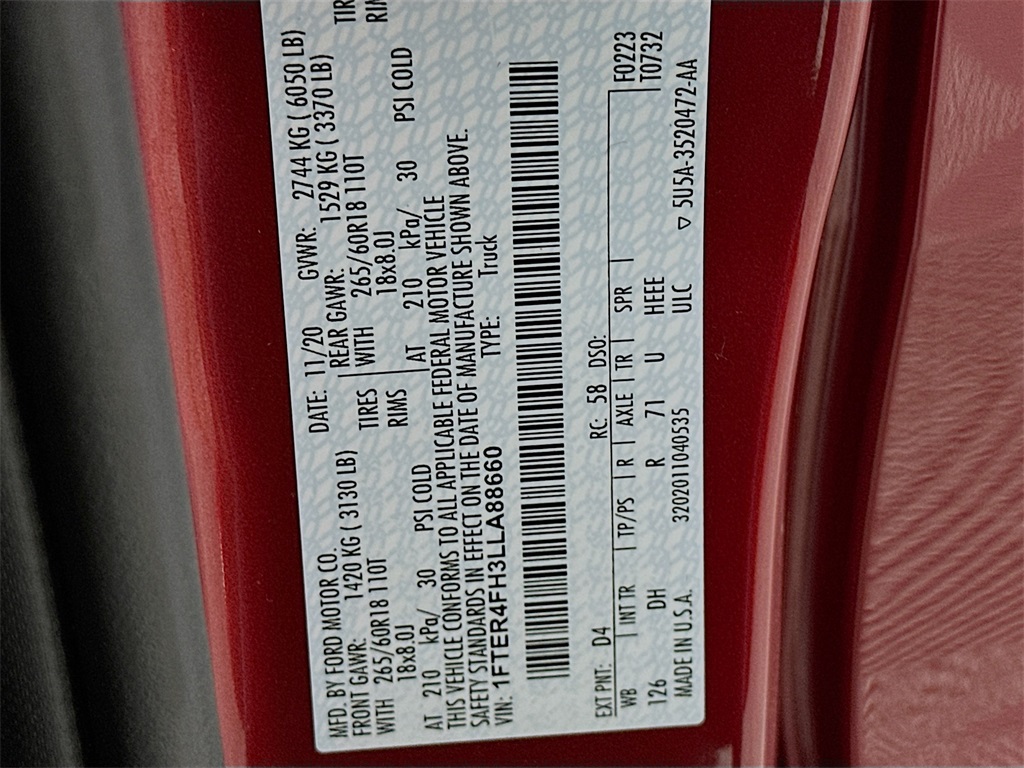 MFD. BY FORD MOTOR CO. DATE: 11/20 GVWR: 2744 KG ( 6050 LB)
FRONT GAWR: 1420 KG ( 3130 LB) REAR GAWR: 1529 KG ( 3370 LB)
WITH 265/60R18 110T TIRES WITH 265/60R18 110T
18x8.0J RIMS 18x8.0J
AT 210 kPa/ 30 PSI COLD AT 210 kPa/ 30 PSI COLD
THIS VEHICLE CONFORMS TO ALL APPLICABLE FEDERAL MOTOR VEHICLE
SAFETY STANDARDS IN EFFECT ON THE DATE OF MANUFACTURE SHOWN ABOVE.
VIN: 1FTER4FH3LLA88660 TYPE: Truck
EXT PNT: D4 RC: 58 DSO: F0223
WB | INT TR | TP/PS | R | AXLE | TR | SPR | T0732
126 DH R 71 U HEEE
MADE IN U.S.A. 320201 1040535 ULC ▽ 5U5A-3520472-AA